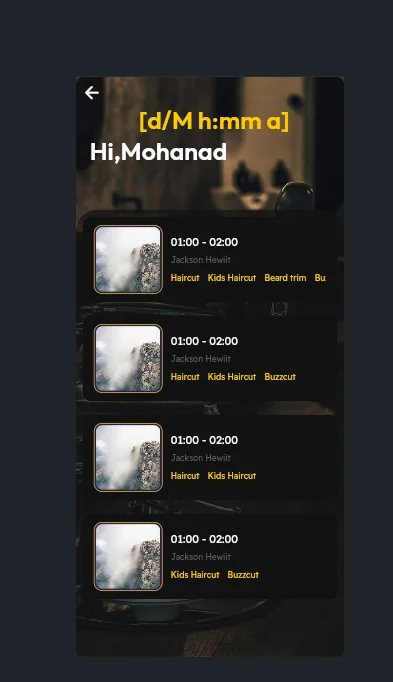 [d/M h:mm a]
Hi,Mohanad
01:00 - 02:00
Jackson Hewiit
Haircut Kids Haircut Beard trim Bu
01:00 - 02:00
Jackson Hewiit
Haircut Kids Haircut Buzzcut
01:00 - 02:00
Jackson Hewiit
Haircut Kids Haircut
01:00 - 02:00
Jackson Hewiit
Kids Haircut Buzzcut